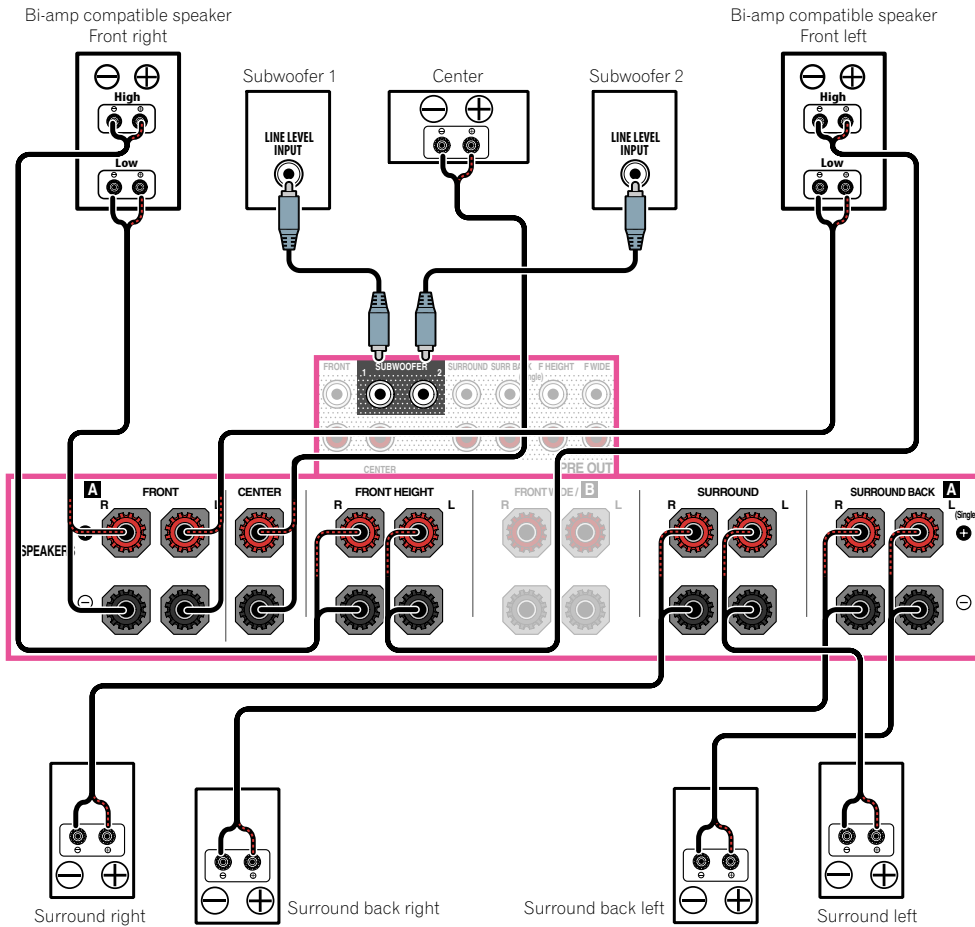 Bi-amp compatible speaker
Front right
Bi-amp compatible speaker
Front left
Subwoofer 1
Center
Subwoofer 2
High
Low
LINE LEVEL
INPUT
LINE LEVEL
INPUT
High
Low
FRONT
SUBWOOFER
1
2
SURROUND
SURR BACK
F HEIGHT
F WIDE
CENTER
PRE OUT
A
FRONT
R
L
CENTER
FRONT HEIGHT
R
L
B
R
L
SURROUND
R
L
SURROUND BACK
A
R
L
(Single
SPEAKERS
Surround right
Surround back right
Surround back left
Surround left